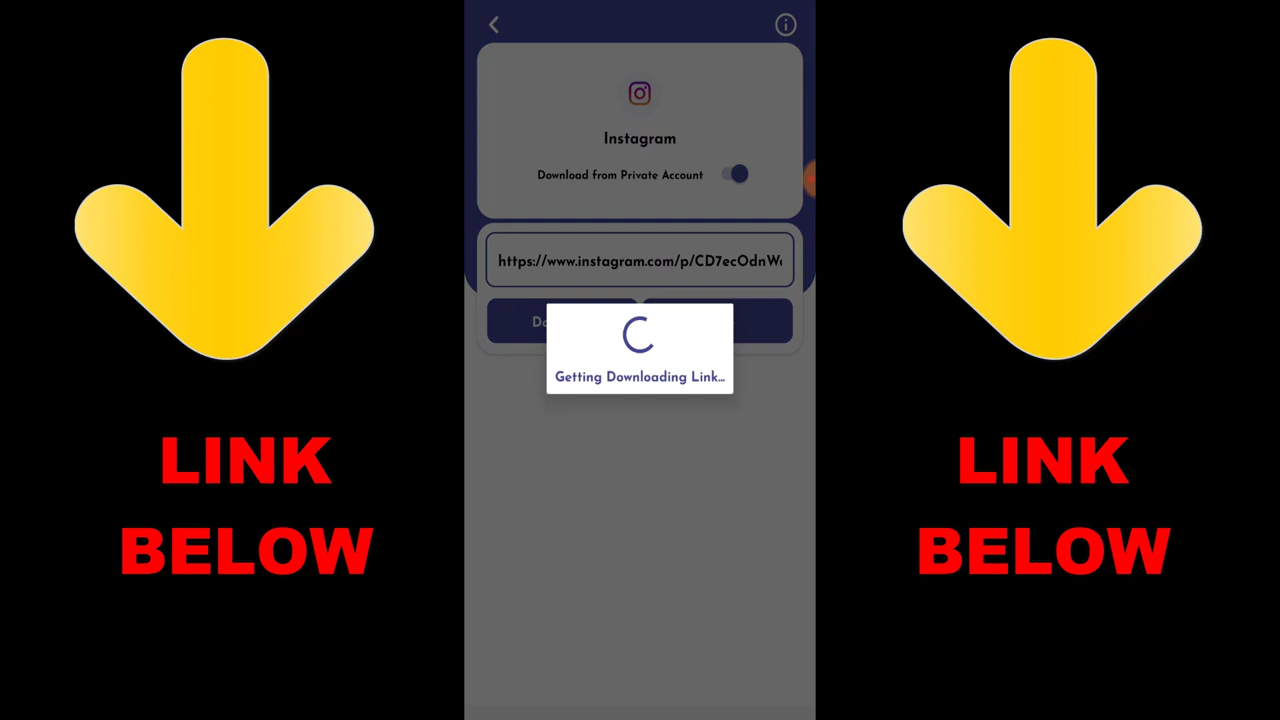 Instagram
Download from Private Account
https://www.instagram.com/p/CD7ecOdnW
Getting Downloading Link...
LINK
BELOW
LINK
BELOW